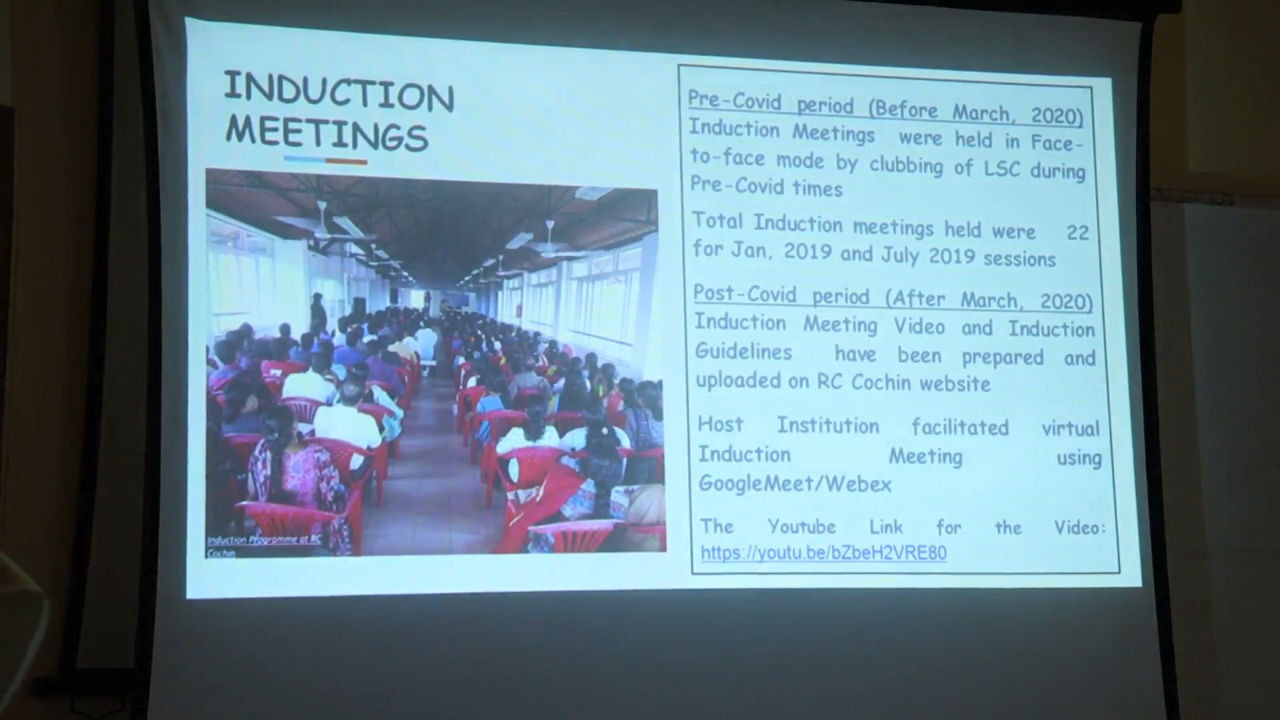 INDUCTION
MEETINGS
Induction Programme at RC
Cochin
Pre-Covid period (Before March, 2020)
Induction Meetings were held in Face-
to-face mode by clubbing of LSC during
Pre-Covid times
Total Induction meetings held were 22
for Jan, 2019 and July 2019 sessions
Post-Covid period (After March, 2020)
Induction Meeting Video and Induction
Guidelines have been prepared and
uploaded on RC Cochin website
Host Institution facilitated virtual
Induction Meeting using
GoogleMeet/Webex
The Youtube Link for the Video:
https://youtu.be/bZbeH2VRE80